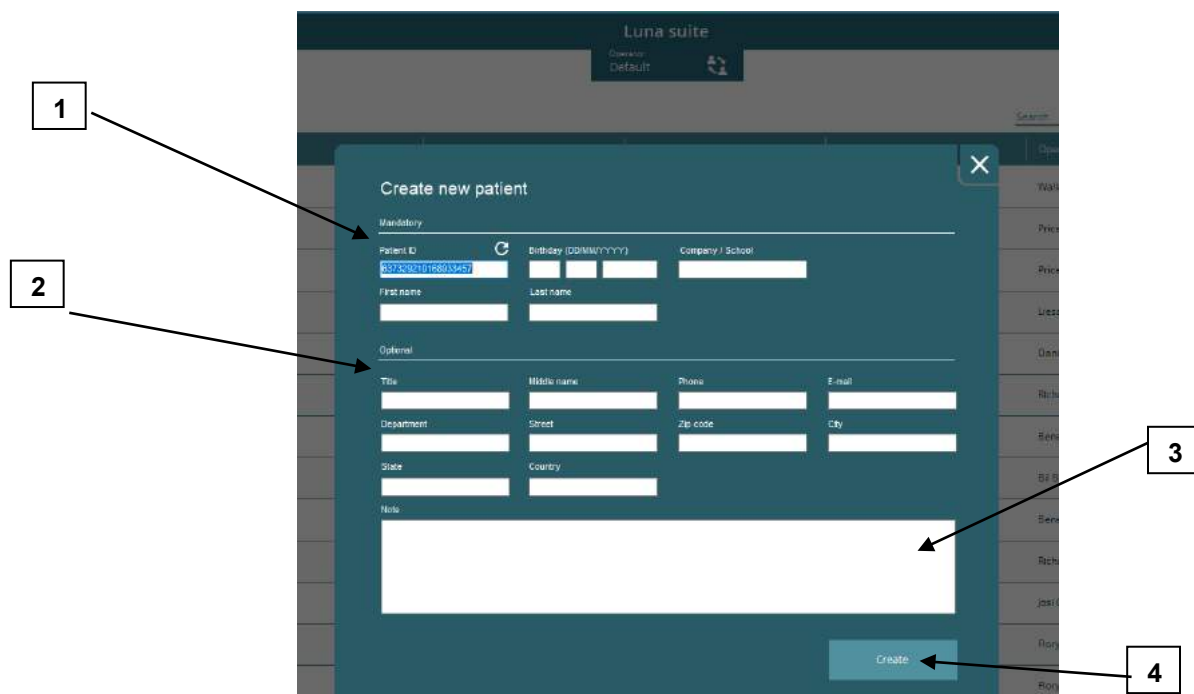 Luna suite
Operator
Default
1
Search
Create new patient
Mandatory
Patient ID Birthday (DD/MM/YYYY) Company / School
637329210168933457
First name Last name
2
Optional
Title Middle name Phone E-mail
Department Street Zip code City
3
State Country
Note
Create
4